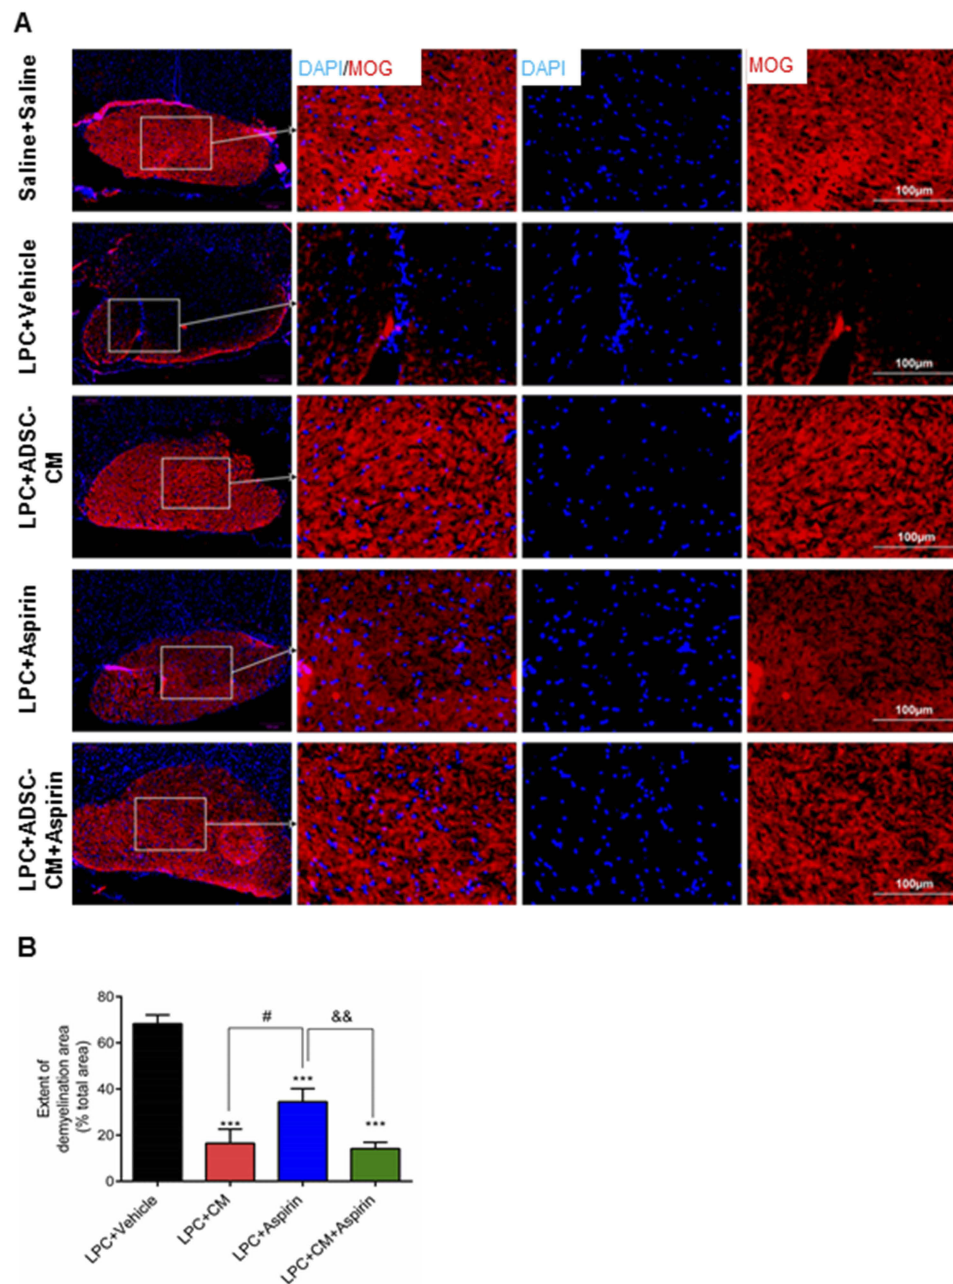 A
Saline+Saline
DAPI/MOG
DAPI
MOG
100µm
LPC+Vehicle
100µm
LPC+ADSC-
CM
100µm
LPC+Aspirin
100µm
LPC+ADSC-
CM+Aspirin
100µm
B
Extent of
demyelination area
(% total area)
80
60
40
20
0
#
&&
***
***
***
LPC+Vehicle
LPC+CM
LPC+Aspirin
LPC+CM+Aspirin